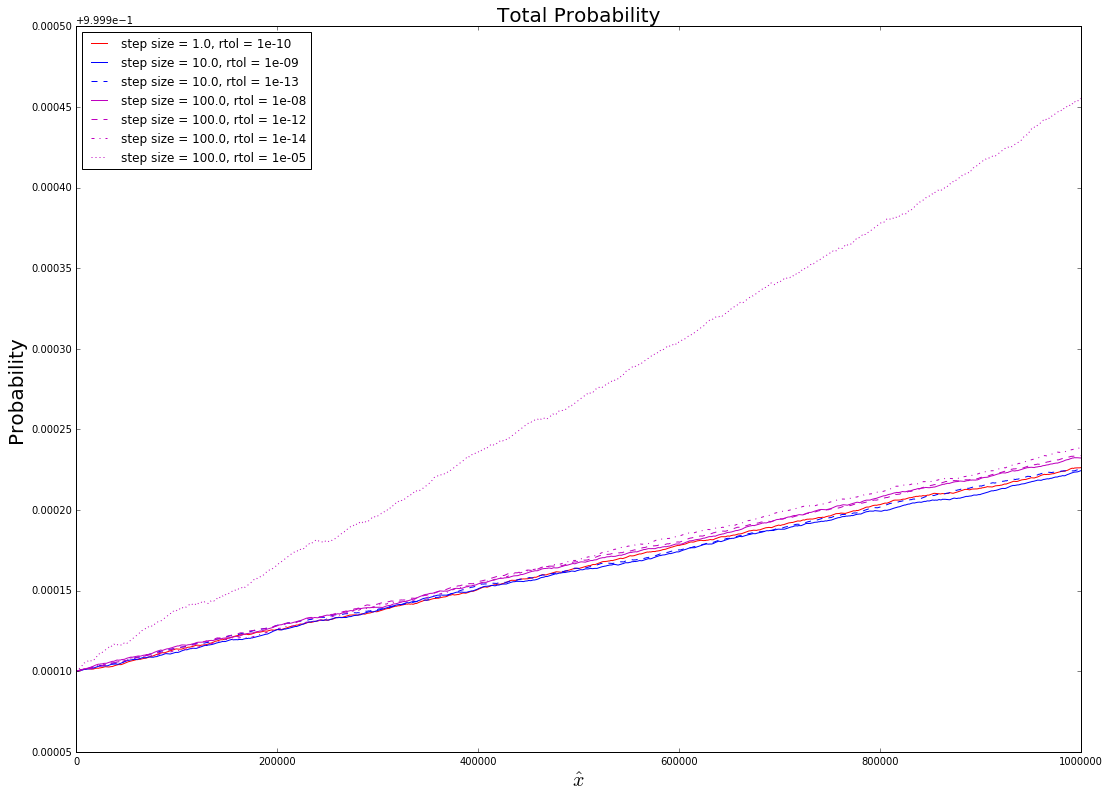 Total Probability
+9.999e−1
step size = 1.0, rtol = 1e-10
step size = 10.0, rtol = 1e-09
step size = 10.0, rtol = 1e-13
step size = 100.0, rtol = 1e-08
step size = 100.0, rtol = 1e-12
step size = 100.0, rtol = 1e-14
step size = 100.0, rtol = 1e-05
0.00050
0.00045
0.00040
0.00035
0.00030
0.00025
0.00020
0.00015
0.00010
0.00005
Probability
0 200000 400000 600000 800000 1000000
x̂